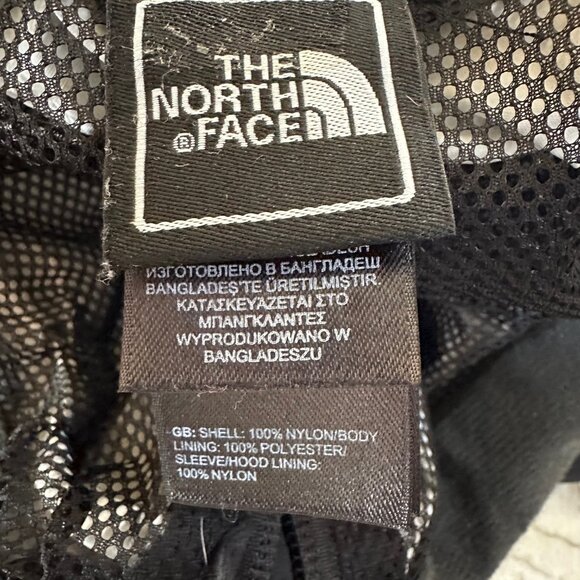 THE
NORTH
FACE
®
ИЗГОТОВЛЕНО В БАНГЛАДЕШ
BANGLADEŞ'TE ÜRETILMIŞTIR.
ΚΑΤΑΣΚΕΥΑΖΕΤΑΙ ΣΤΟ
ΜΠΑΝΓΚΛΑΝΤΕΣ
WYPRODUKOWANO W
BANGLADESZU
GB: SHELL: 100% NYLON/BODY
LINING: 100% POLYESTER/
SLEEVE/HOOD LINING:
100% NYLON